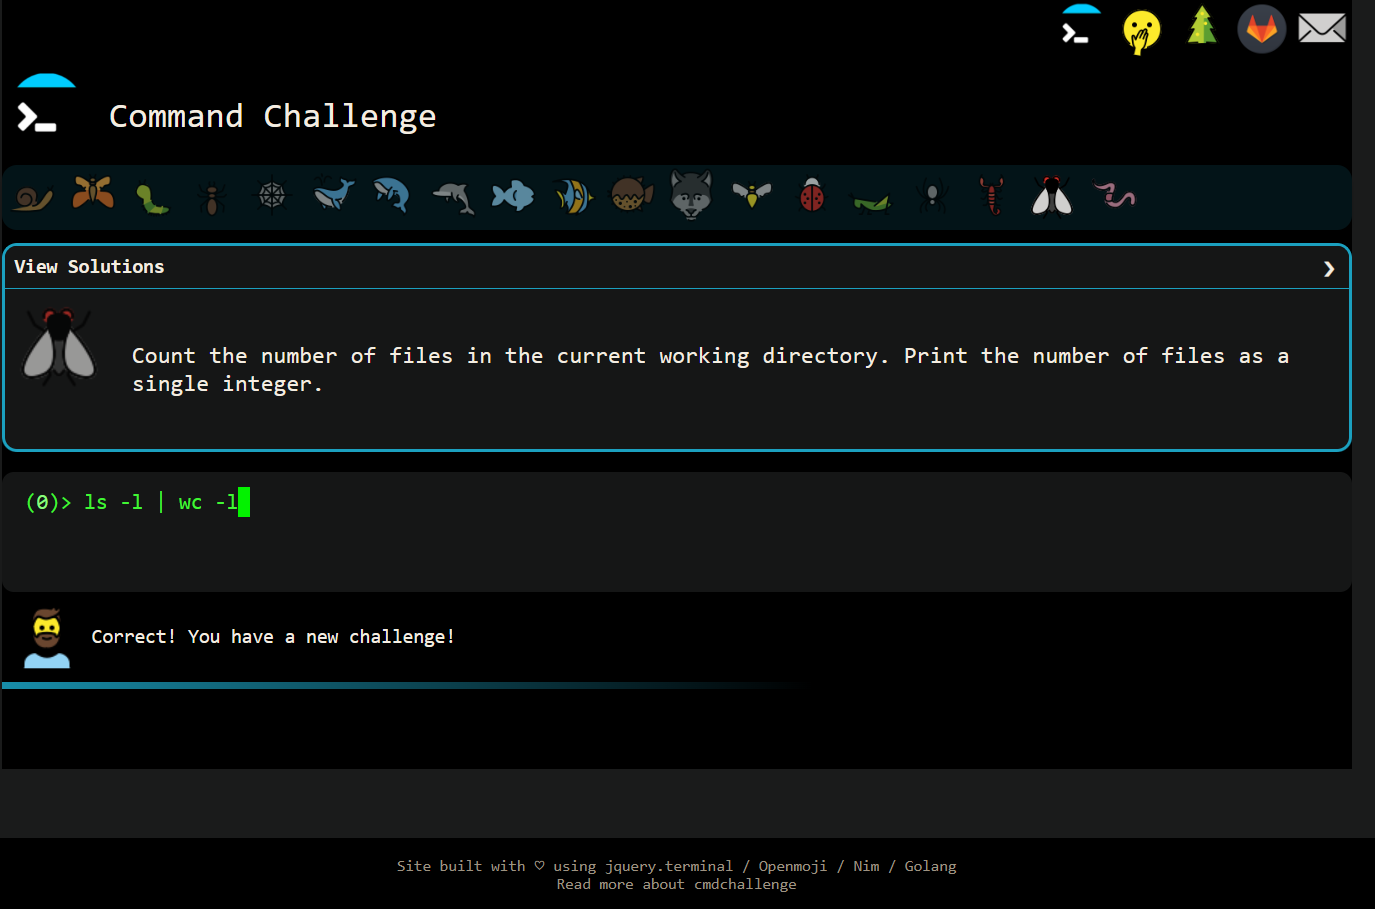 Command Challenge
View Solutions
Count the number of files in the current working directory. Print the number of files as a
single integer.
(0)> ls -l | wc -l
Correct! You have a new challenge!
Site built with ♡ using jquery.terminal / Openmoji / Nim / Golang
Read more about cmdchallenge